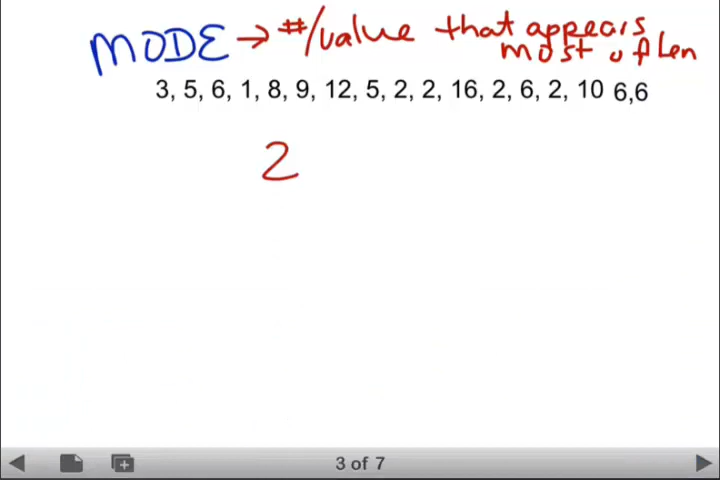 MODE → #/value that appears
most often
3, 5, 6, 1, 8, 9, 12, 5, 2, 2, 16, 2, 6, 2, 10 6,6
2
3 of 7